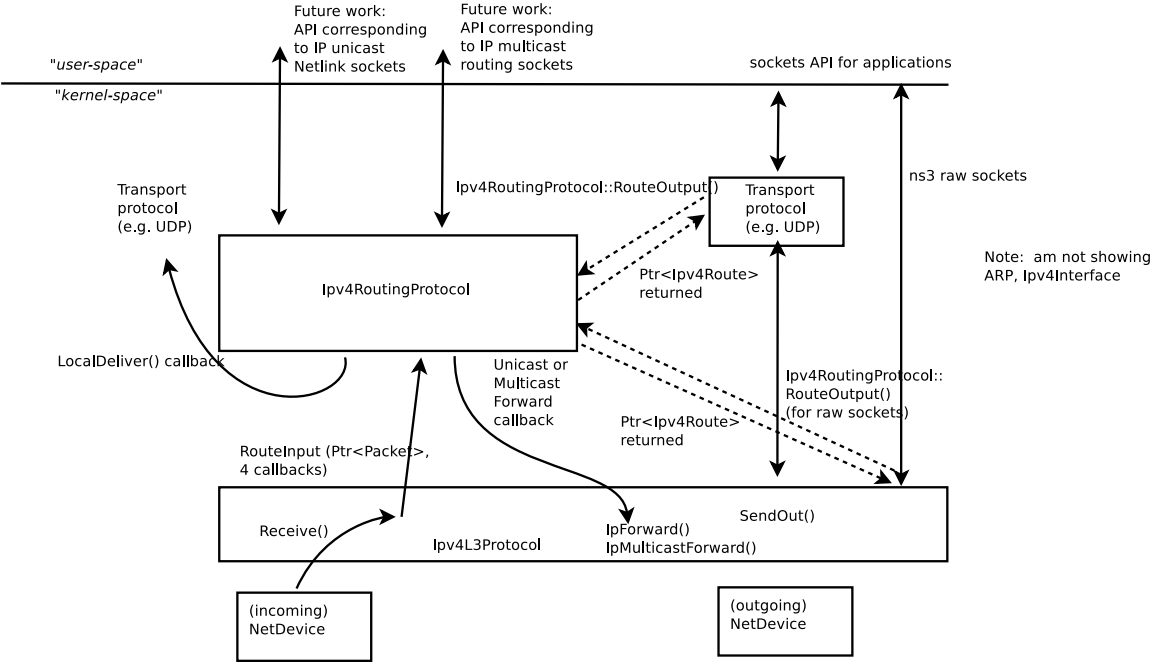 Future work:
API corresponding
to IP unicast
Netlink sockets
Future work:
API corresponding
to IP multicast
routing sockets
"user-space"
sockets API for applications
"kernel-space"
Transport
protocol
(e.g. UDP)
Ipv4RoutingProtocol::RouteOutput()
Transport
protocol
(e.g. UDP)
ns3 raw sockets
Note:  am not showing
ARP, Ipv4Interface
Ipv4RoutingProtocol
Ptr<Ipv4Route>
returned
LocalDeliver() callback
Unicast or
Multicast
Forward
callback
Ipv4RoutingProtocol::
RouteOutput()
(for raw sockets)
Ptr<Ipv4Route>
returned
RouteInput (Ptr<Packet>,
4 callbacks)
Receive()
Ipv4L3Protocol
IpForward()
IpMulticastForward()
SendOut()
(incoming)
NetDevice
(outgoing)
NetDevice